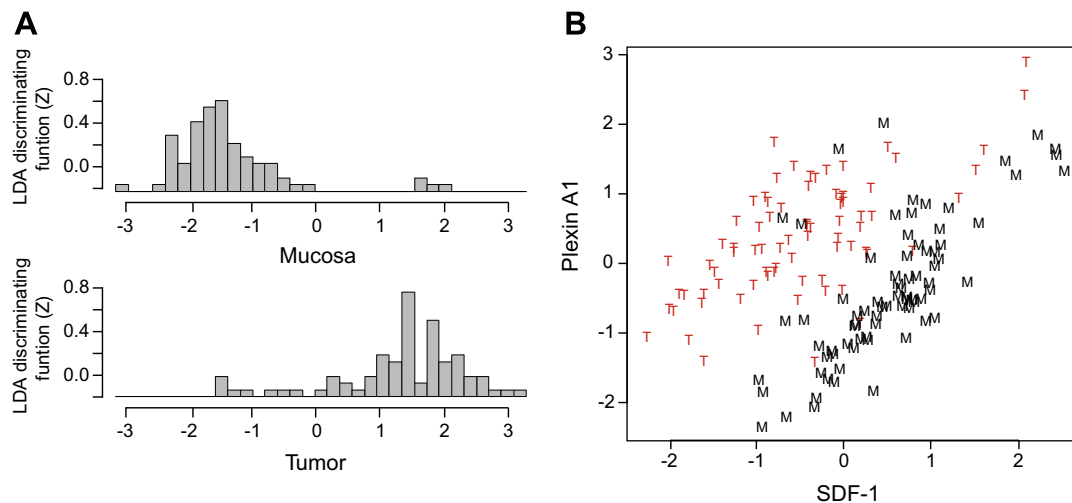 A
LDA discriminating
funtion (Z)
0.8
0.4
0.0
-3 -2 -1 0 1 2 3
Mucosa
LDA discriminating
funtion (Z)
0.8
0.4
0.0
-3 -2 -1 0 1 2 3
Tumor
B
Plexin A1
3
2
1
0
-1
-2
-2 -1 0 1 2
SDF-1